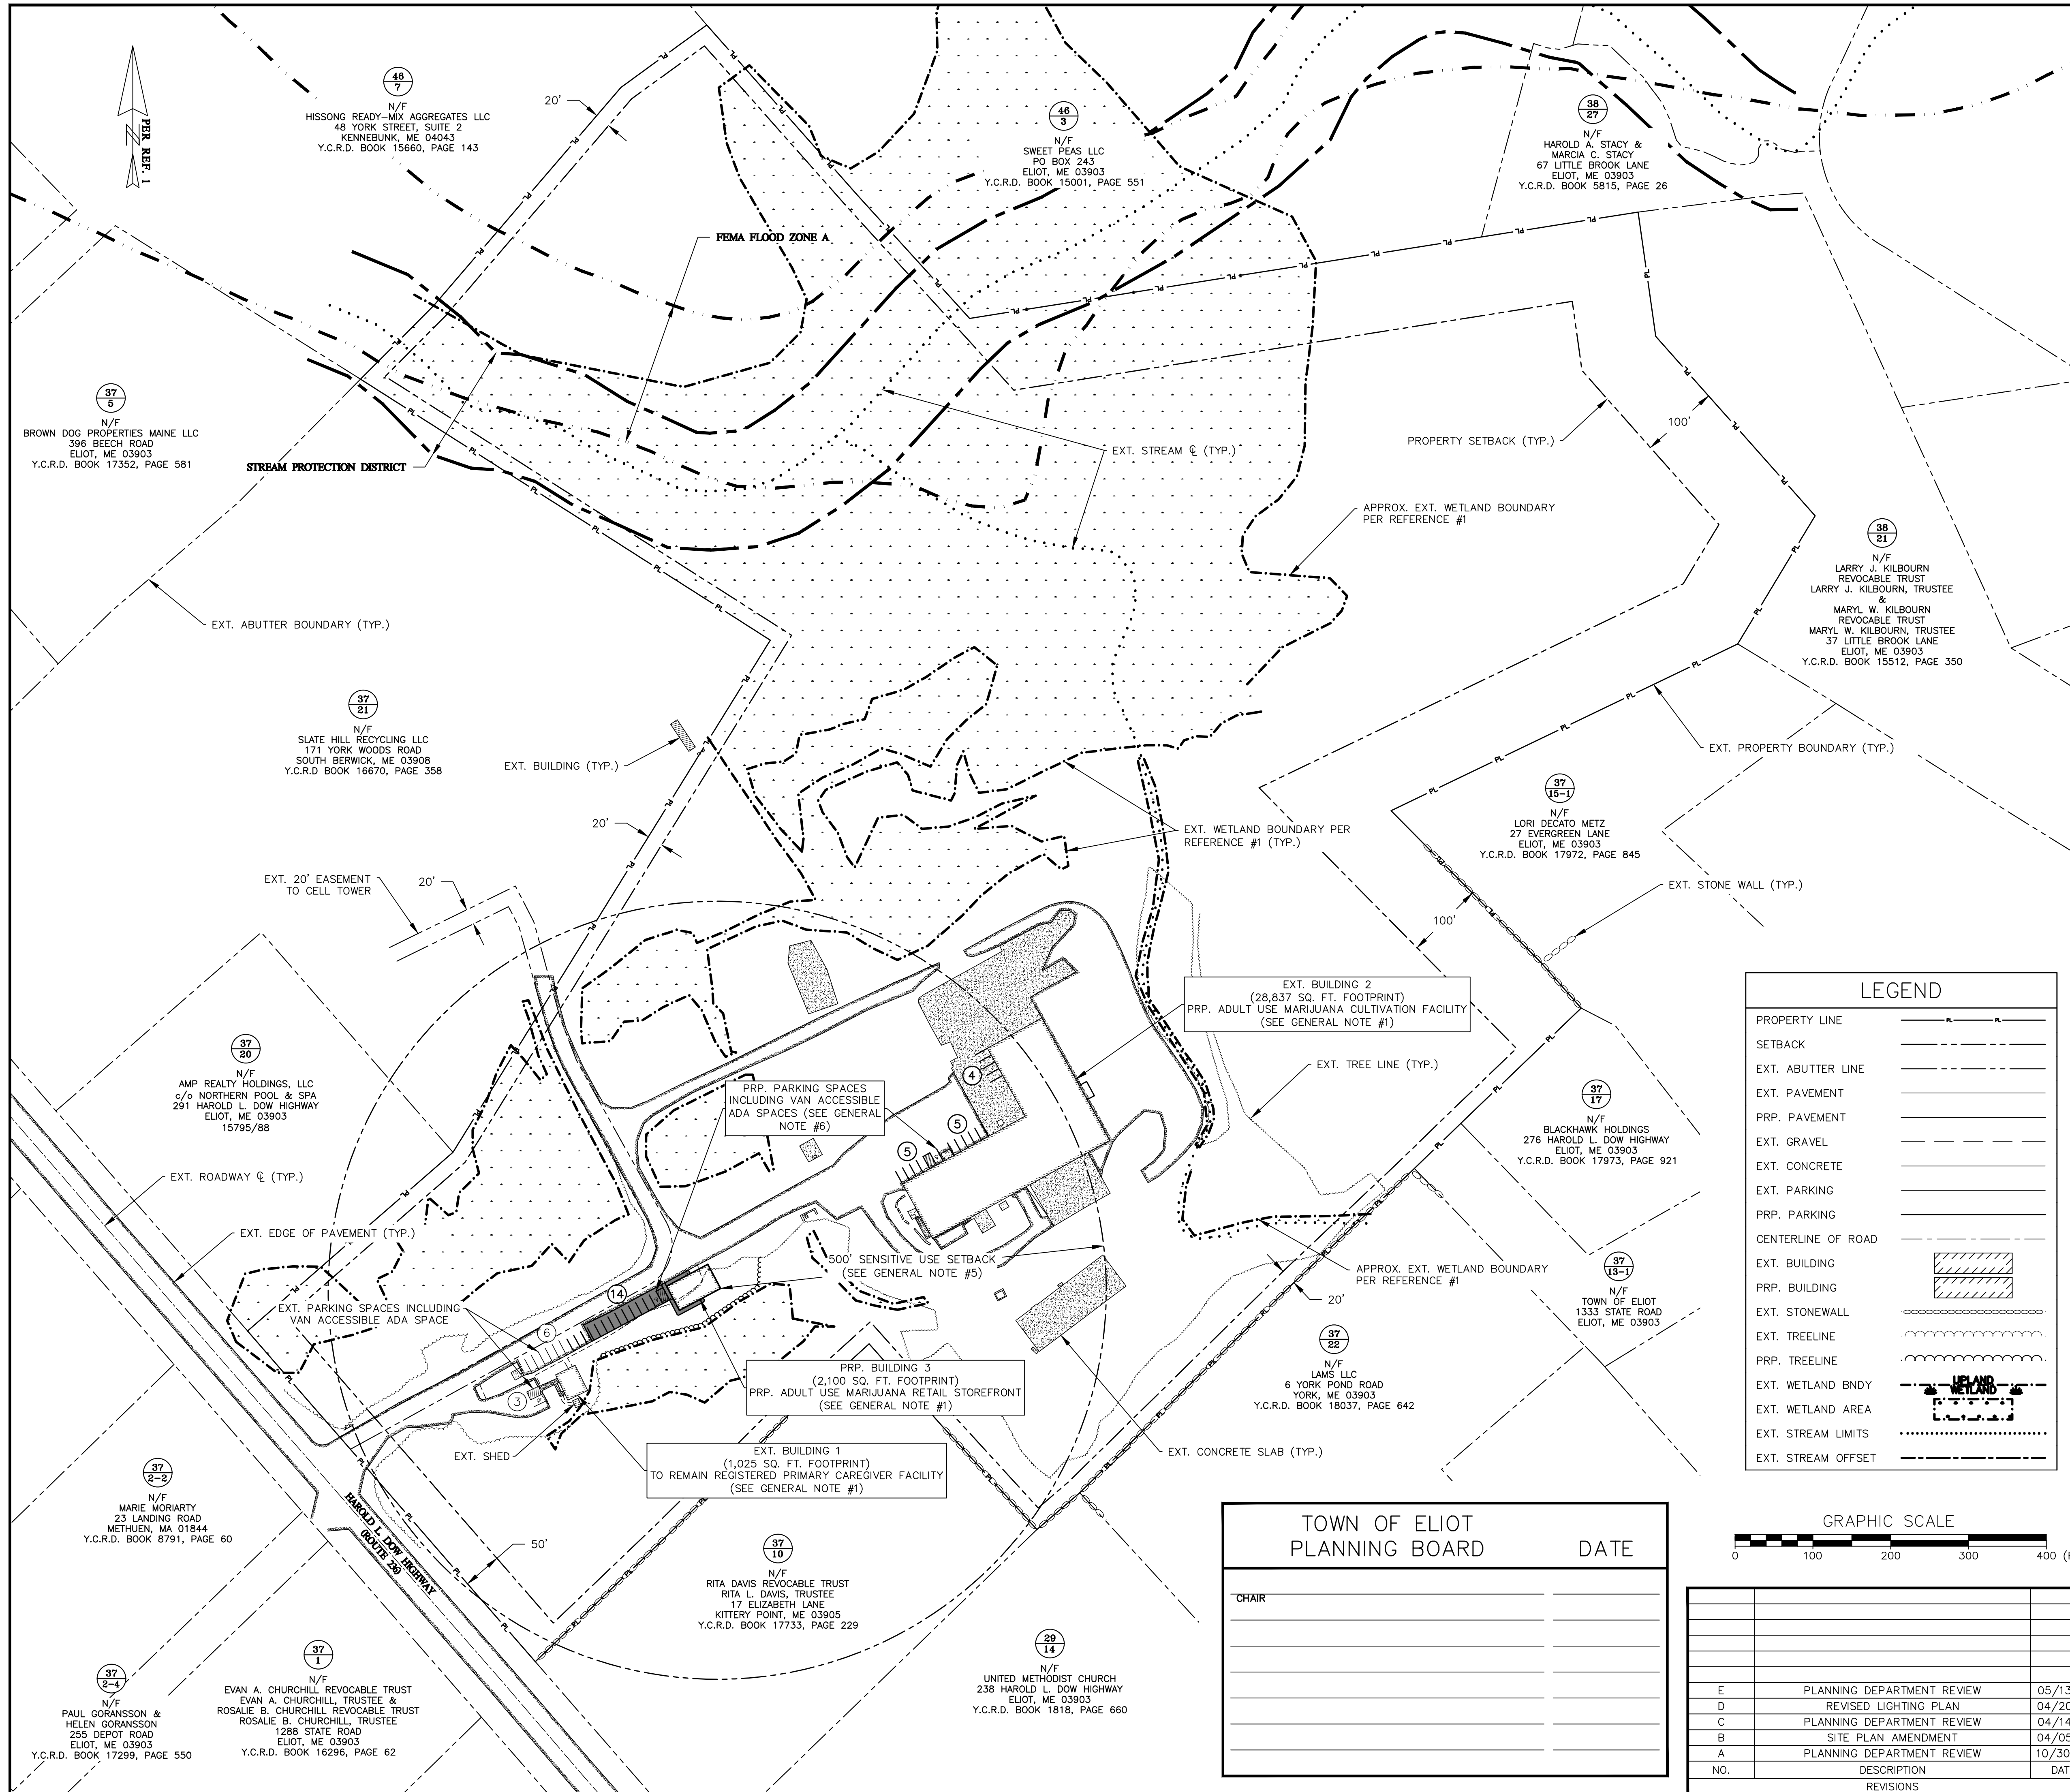 PER REF. 1
N
46
7
N/F
HISSONG READY-MIX AGGREGATES LLC
48 YORK STREET, SUITE 2
KENNEBUNK, ME 04043
Y.C.R.D. BOOK 15660, PAGE 143
20'
46
3
N/F
SWEET PEAS LLC
PO BOX 243
ELIOT, ME 03903
Y.C.R.D. BOOK 15001, PAGE 551
38
27
N/F
HAROLD A. STACY &
MARCIA C. STACY
67 LITTLE BROOK LANE
ELIOT, ME 03903
Y.C.R.D. BOOK 5815, PAGE 26
FEMA FLOOD ZONE A
37
5
N/F
BROWN DOG PROPERTIES MAINE LLC
396 BEECH ROAD
ELIOT, ME 03903
Y.C.R.D. BOOK 17352, PAGE 581
STREAM PROTECTION DISTRICT
EXT. STREAM ℄ (TYP.)
PROPERTY SETBACK (TYP.)
100'
APPROX. EXT. WETLAND BOUNDARY
PER REFERENCE #1
38
21
N/F
LARRY J. KILBOURN
REVOCABLE TRUST
LARRY J. KILBOURN, TRUSTEE
&
MARYL W. KILBOURN
REVOCABLE TRUST
MARYL W. KILBOURN, TRUSTEE
37 LITTLE BROOK LANE
ELIOT, ME 03903
Y.C.R.D. BOOK 15512, PAGE 350
EXT. ABUTTER BOUNDARY (TYP.)
37
21
N/F
SLATE HILL RECYCLING LLC
171 YORK WOODS ROAD
SOUTH BERWICK, ME 03908
Y.C.R.D BOOK 16670, PAGE 358
EXT. BUILDING (TYP.)
EXT. PROPERTY BOUNDARY (TYP.)
37
15-1
N/F
LORI DECATO METZ
27 EVERGREEN LANE
ELIOT, ME 03903
Y.C.R.D. BOOK 17972, PAGE 845
20'
EXT. WETLAND BOUNDARY PER
REFERENCE #1 (TYP.)
EXT. 20' EASEMENT
TO CELL TOWER
20'
EXT. STONE WALL (TYP.)
100'
EXT. BUILDING 2
(28,837 SQ. FT. FOOTPRINT)
PRP. ADULT USE MARIJUANA CULTIVATION FACILITY
(SEE GENERAL NOTE #1)
37
20
N/F
AMP REALTY HOLDINGS, LLC
c/o NORTHERN POOL & SPA
291 HAROLD L. DOW HIGHWAY
ELIOT, ME 03903
15795/88
PRP. PARKING SPACES
INCLUDING VAN ACCESSIBLE
ADA SPACES (SEE GENERAL
NOTE #6)
4
5
5
EXT. TREE LINE (TYP.)
37
17
N/F
BLACKHAWK HOLDINGS
276 HAROLD L. DOW HIGHWAY
ELIOT, ME 03903
Y.C.R.D. BOOK 17973, PAGE 921
EXT. ROADWAY ℄ (TYP.)
EXT. EDGE OF PAVEMENT (TYP.)
500' SENSITIVE USE SETBACK
(SEE GENERAL NOTE #5)
APPROX. EXT. WETLAND BOUNDARY
PER REFERENCE #1
20'
37
13-1
N/F
TOWN OF ELIOT
1333 STATE ROAD
ELIOT, ME 03903
EXT. PARKING SPACES INCLUDING
VAN ACCESSIBLE ADA SPACE
14
6
3
37
22
N/F
LAMS LLC
6 YORK POND ROAD
YORK, ME 03903
Y.C.R.D. BOOK 18037, PAGE 642
PRP. BUILDING 3
(2,100 SQ. FT. FOOTPRINT)
PRP. ADULT USE MARIJUANA RETAIL STOREFRONT
(SEE GENERAL NOTE #1)
EXT. SHED
EXT. BUILDING 1
(1,025 SQ. FT. FOOTPRINT)
TO REMAIN REGISTERED PRIMARY CAREGIVER FACILITY
(SEE GENERAL NOTE #1)
EXT. CONCRETE SLAB (TYP.)
37
2-2
N/F
MARIE MORIARTY
23 LANDING ROAD
METHUEN, MA 01844
Y.C.R.D. BOOK 8791, PAGE 60
HAROLD L. DOW HIGHWAY
(ROUTE 236)
50'
37
10
N/F
RITA DAVIS REVOCABLE TRUST
RITA L. DAVIS, TRUSTEE
17 ELIZABETH LANE
KITTERY POINT, ME 03905
Y.C.R.D. BOOK 17733, PAGE 229
37
2-4
N/F
PAUL GORANSSON &
HELEN GORANSSON
255 DEPOT ROAD
ELIOT, ME 03903
Y.C.R.D. BOOK 17299, PAGE 550
37
1
N/F
EVAN A. CHURCHILL REVOCABLE TRUST
EVAN A. CHURCHILL, TRUSTEE &
ROSALIE B. CHURCHILL REVOCABLE TRUST
ROSALIE B. CHURCHILL, TRUSTEE
1288 STATE ROAD
ELIOT, ME 03903
Y.C.R.D. BOOK 16296, PAGE 62
29
14
N/F
UNITED METHODIST CHURCH
238 HAROLD L. DOW HIGHWAY
ELIOT, ME 03903
Y.C.R.D. BOOK 1818, PAGE 660
LEGEND
PROPERTY LINE PL PL
SETBACK
EXT. ABUTTER LINE
EXT. PAVEMENT
PRP. PAVEMENT
EXT. GRAVEL
EXT. CONCRETE
EXT. PARKING
PRP. PARKING
CENTERLINE OF ROAD
EXT. BUILDING
PRP. BUILDING
EXT. STONEWALL
EXT. TREELINE
PRP. TREELINE
EXT. WETLAND BNDY UPLAND
WETLAND
EXT. WETLAND AREA
EXT. STREAM LIMITS
EXT. STREAM OFFSET
TOWN OF ELIOT
PLANNING BOARD DATE
CHAIR
GRAPHIC SCALE
0 100 200 300 400
E PLANNING DEPARTMENT REVIEW 05/13
D REVISED LIGHTING PLAN 04/20
C PLANNING DEPARTMENT REVIEW 04/14
B SITE PLAN AMENDMENT 04/05
A PLANNING DEPARTMENT REVIEW 10/30
NO. DESCRIPTION DAT
REVISIONS